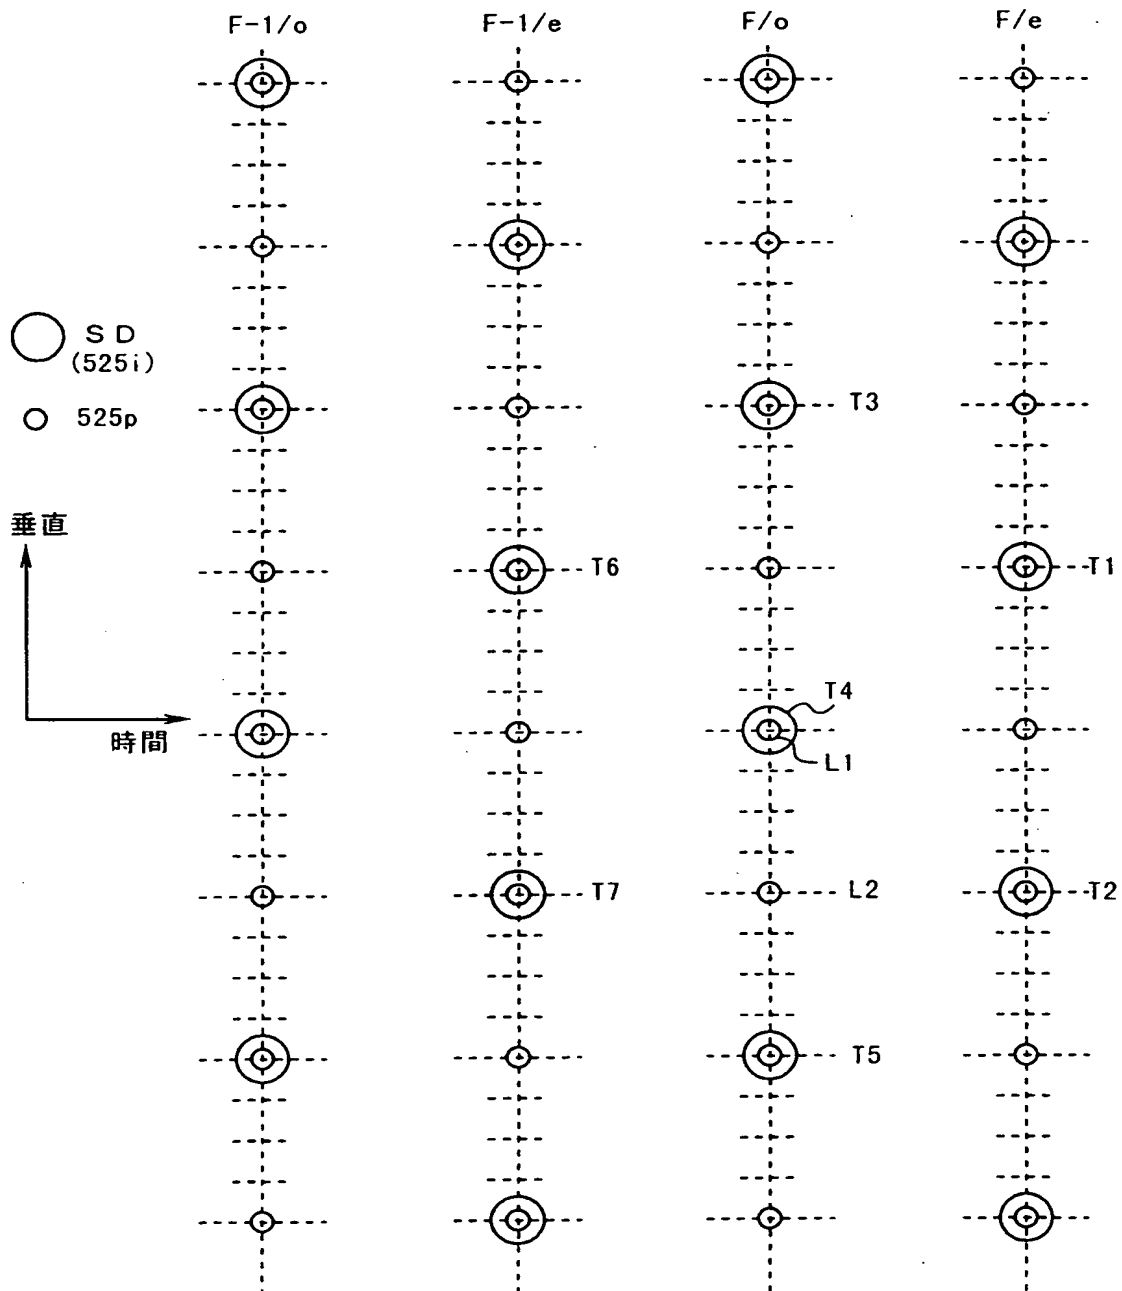 F-1/o F-1/e F/o F/e
SD
(525i)
525p
T3
垂直
T6 T1
T4
時間
L1
T7 L2 T2
T5